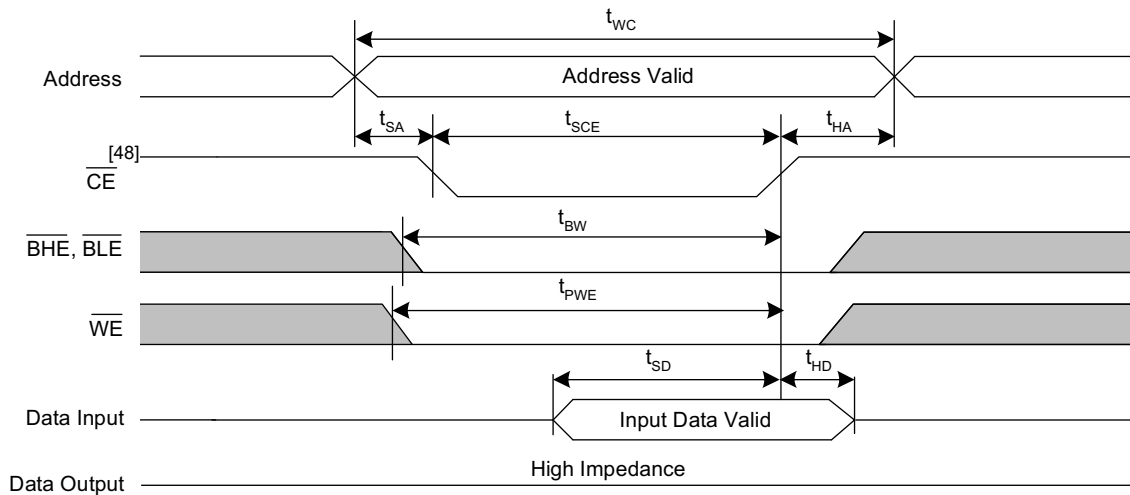 tWC
Address
Address Valid
tSA
tSCE
tHA
[48]
CE
BHE, BLE
tBW
WE
tPWE
tSD
tHD
Data Input
Input Data Valid
High Impedance
Data Output